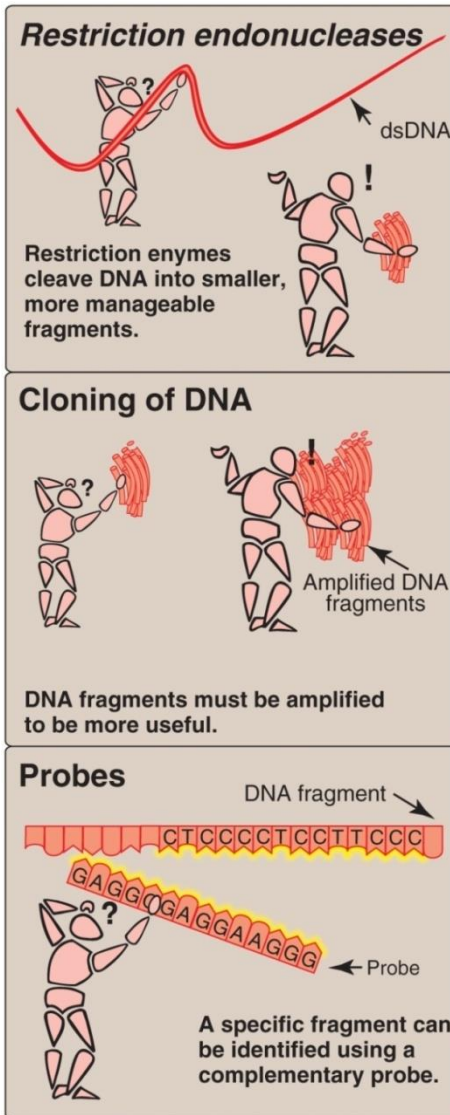 Restriction endonucleases
?
dsDNA
!
Restriction enymes
cleave DNA into smaller,
more manageable
fragments.
Cloning of DNA
?
!
Amplified DNA
fragments
DNA fragments must be amplified
to be more useful.
Probes
DNA fragment
CTCCCCTCCTTCCC
GAGGGGAGGAAGGG
?
Probe
A specific fragment can
be identified using a
complementary probe.